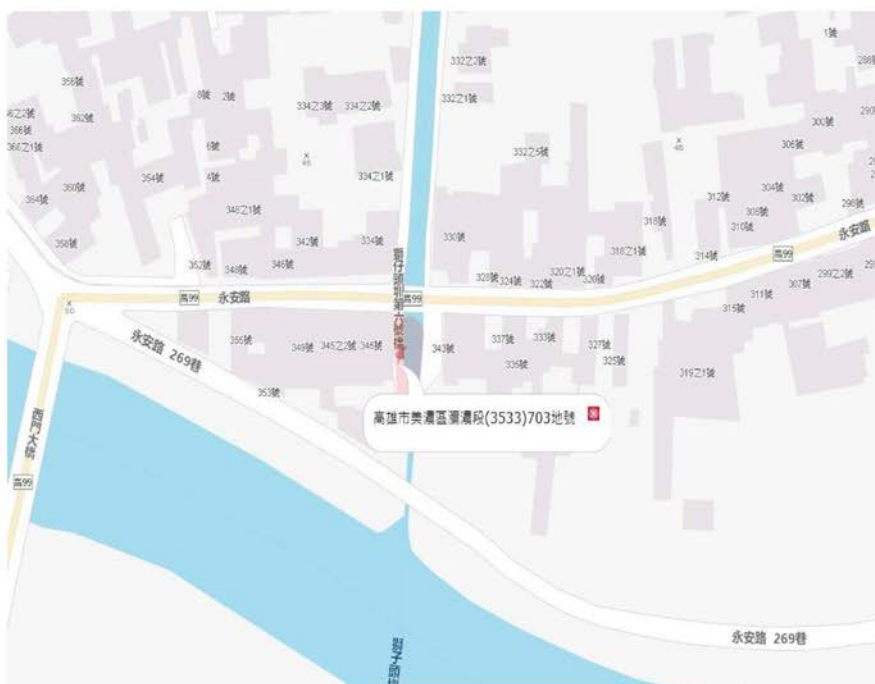 1號
332之2號
356號
8號
2號
334之3號
334之2號
332之1號
362號
300號
366號
366之1號
6號
332之5號
306號
x
46
x
46
354號
4號
334之1號
360號
364號
312號
304號
302號
298號
348之1號
308號
310號
318號
358號
342號
334號
330號
318之1號
永安路
314號
高99
352號
348號
346號
328號
324號
320之1號
326號
322號
299之2號
307號
311號
315號
高99
永安路
高99
x
50
355號
349號
345之2號
343號
337號
333號
327號
335號
325號
319之1號
永安路 269巷
353號
高雄市美濃區瀰濃段(3533)703地號
西門大橋
高99
永安路 269巷